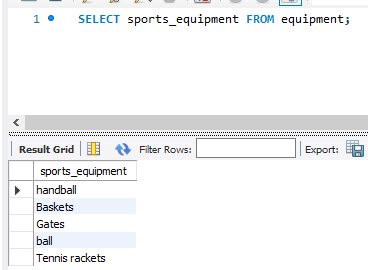 1 SELECT sports_equipment FROM equipment;
Result Grid Filter Rows: Export:
sports_equipment
handball
Baskets
Gates
ball
Tennis rackets